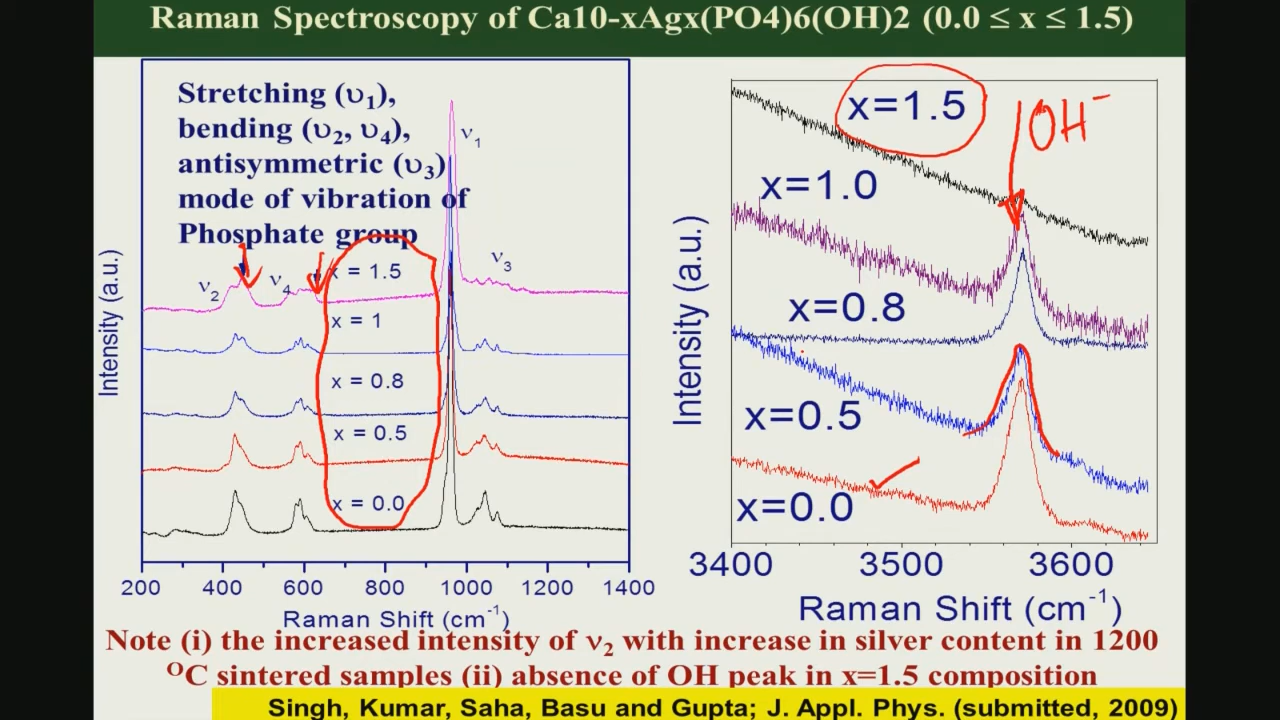 Raman Spectroscopy of Ca10-xAgx(PO4)6(OH)2 (0.0 ≤ x ≤ 1.5)
Stretching (υ1),
bending (υ2, υ4),
antisymmetric (υ3)
mode of vibration of
Phosphate group
ν1
ν2
ν4
ν3
x = 1.5
x = 1
x = 0.8
x = 0.5
x = 0.0
Intensity (a.u.)
200 400 600 800 1000 1200 1400
Raman Shift (cm-1)
x=1.5
OH-
x=1.0
x=0.8
x=0.5
x=0.0
Intensity (a.u.)
3400 3500 3600
Raman Shift (cm-1)
Note (i) the increased intensity of ν2 with increase in silver content in 1200
OC sintered samples (ii) absence of OH peak in x=1.5 composition
Singh, Kumar, Saha, Basu and Gupta; J. Appl. Phys. (submitted, 2009)